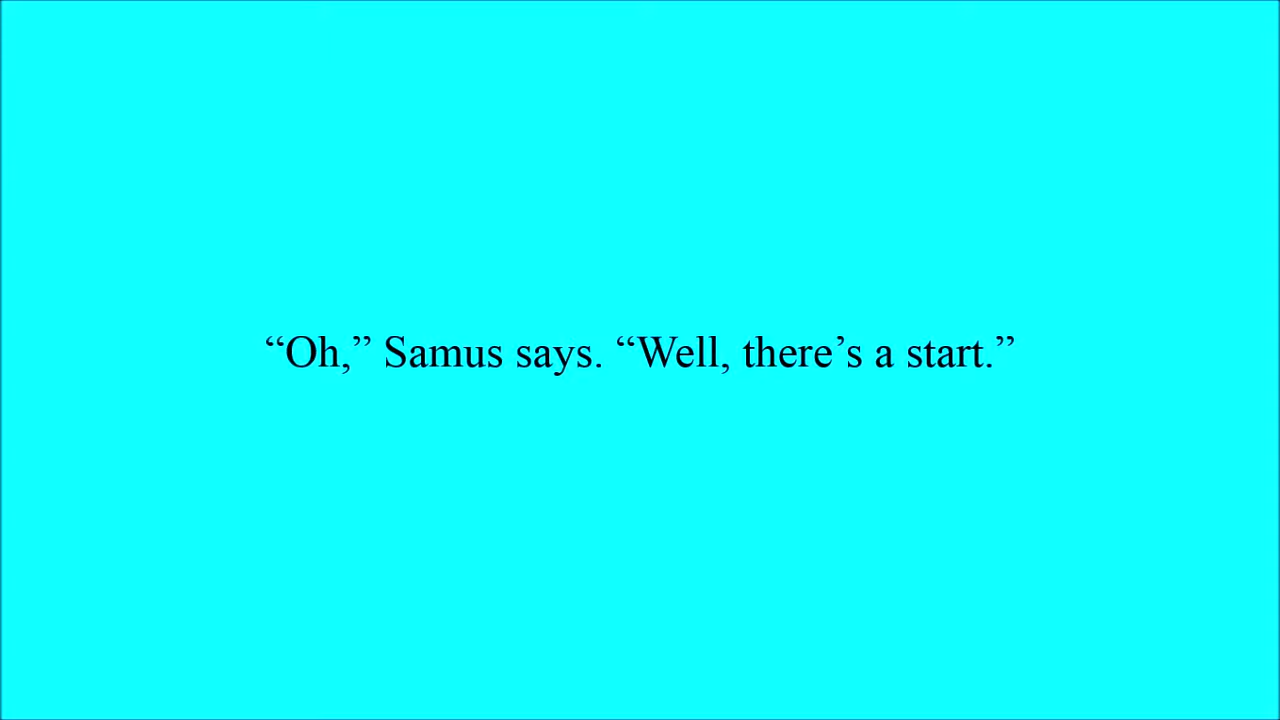 “Oh,” Samus says. “Well, there’s a start.”